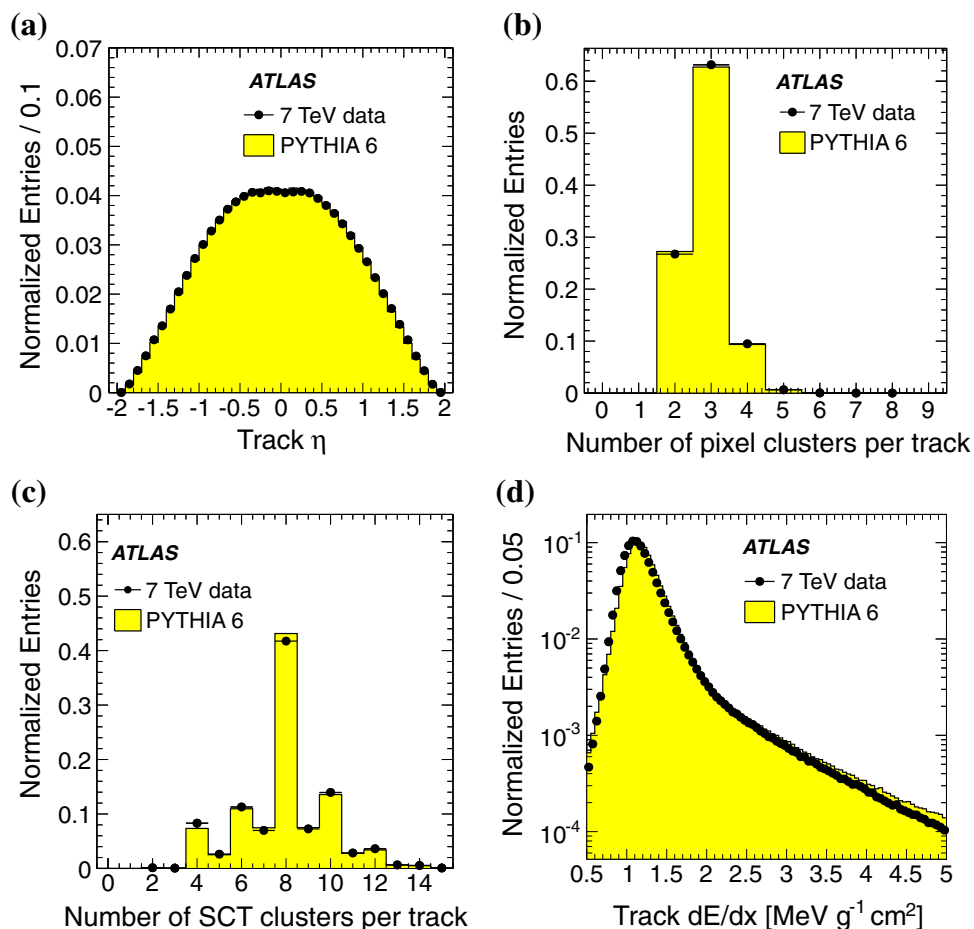 (a)
0.07
0.06
0.05
0.04
0.03
0.02
0.01
0
Normalized Entries / 0.1
ATLAS
7 TeV data
PYTHIA 6
-2 -1.5 -1 -0.5 0 0.5 1 1.5 2
Track η
(b)
0.6
0.5
0.4
0.3
0.2
0.1
0
Normalized Entries
ATLAS
7 TeV data
PYTHIA 6
0 1 2 3 4 5 6 7 8 9
Number of pixel clusters per track
(c)
0.6
0.5
0.4
0.3
0.2
0.1
0
Normalized Entries
ATLAS
7 TeV data
PYTHIA 6
0 2 4 6 8 10 12 14
Number of SCT clusters per track
(d)
10⁻¹
10⁻²
10⁻³
10⁻⁴
Normalized Entries / 0.05
ATLAS
7 TeV data
PYTHIA 6
0.5 1 1.5 2 2.5 3 3.5 4 4.5 5
Track dE/dx [MeV g⁻¹ cm²]